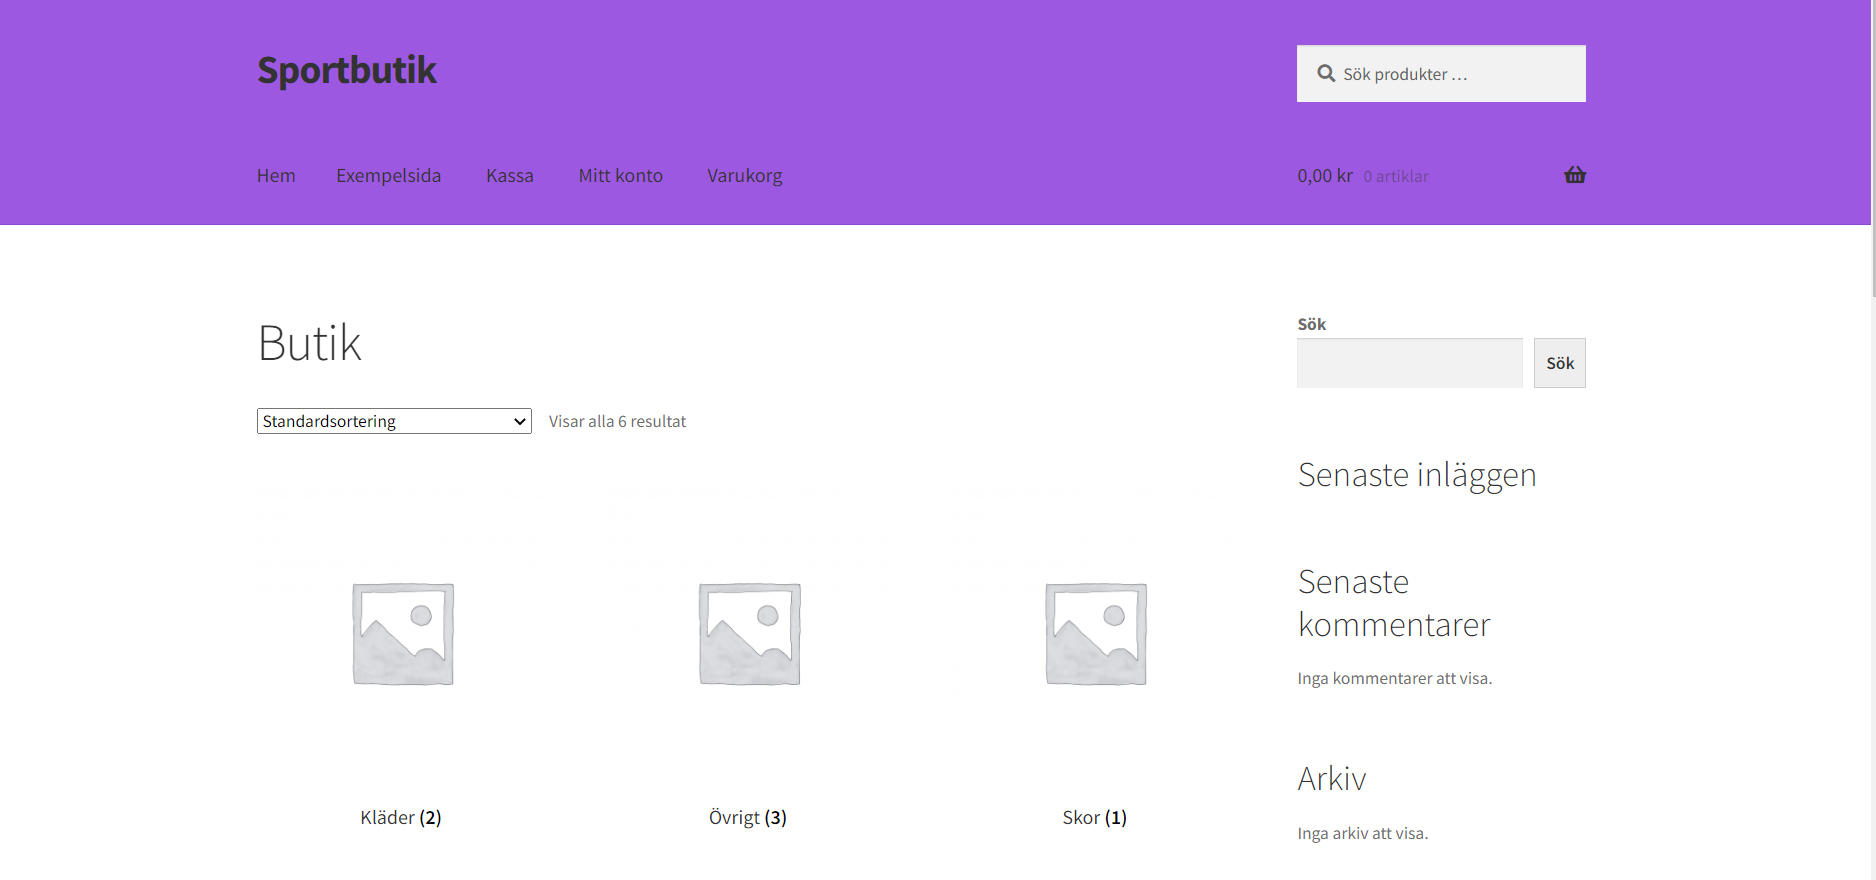 Sportbutik
Sök produkter …
Hem Exempelsida Kassa Mitt konto Varukorg
0,00 kr 0 artiklar
Butik
Standardsortering
Visar alla 6 resultat
Kläder (2)
Övrigt (3)
Skor (1)
Sök
Sök
Senaste inläggen
Senaste
kommentarer
Inga kommentarer att visa.
Arkiv
Inga arkiv att visa.